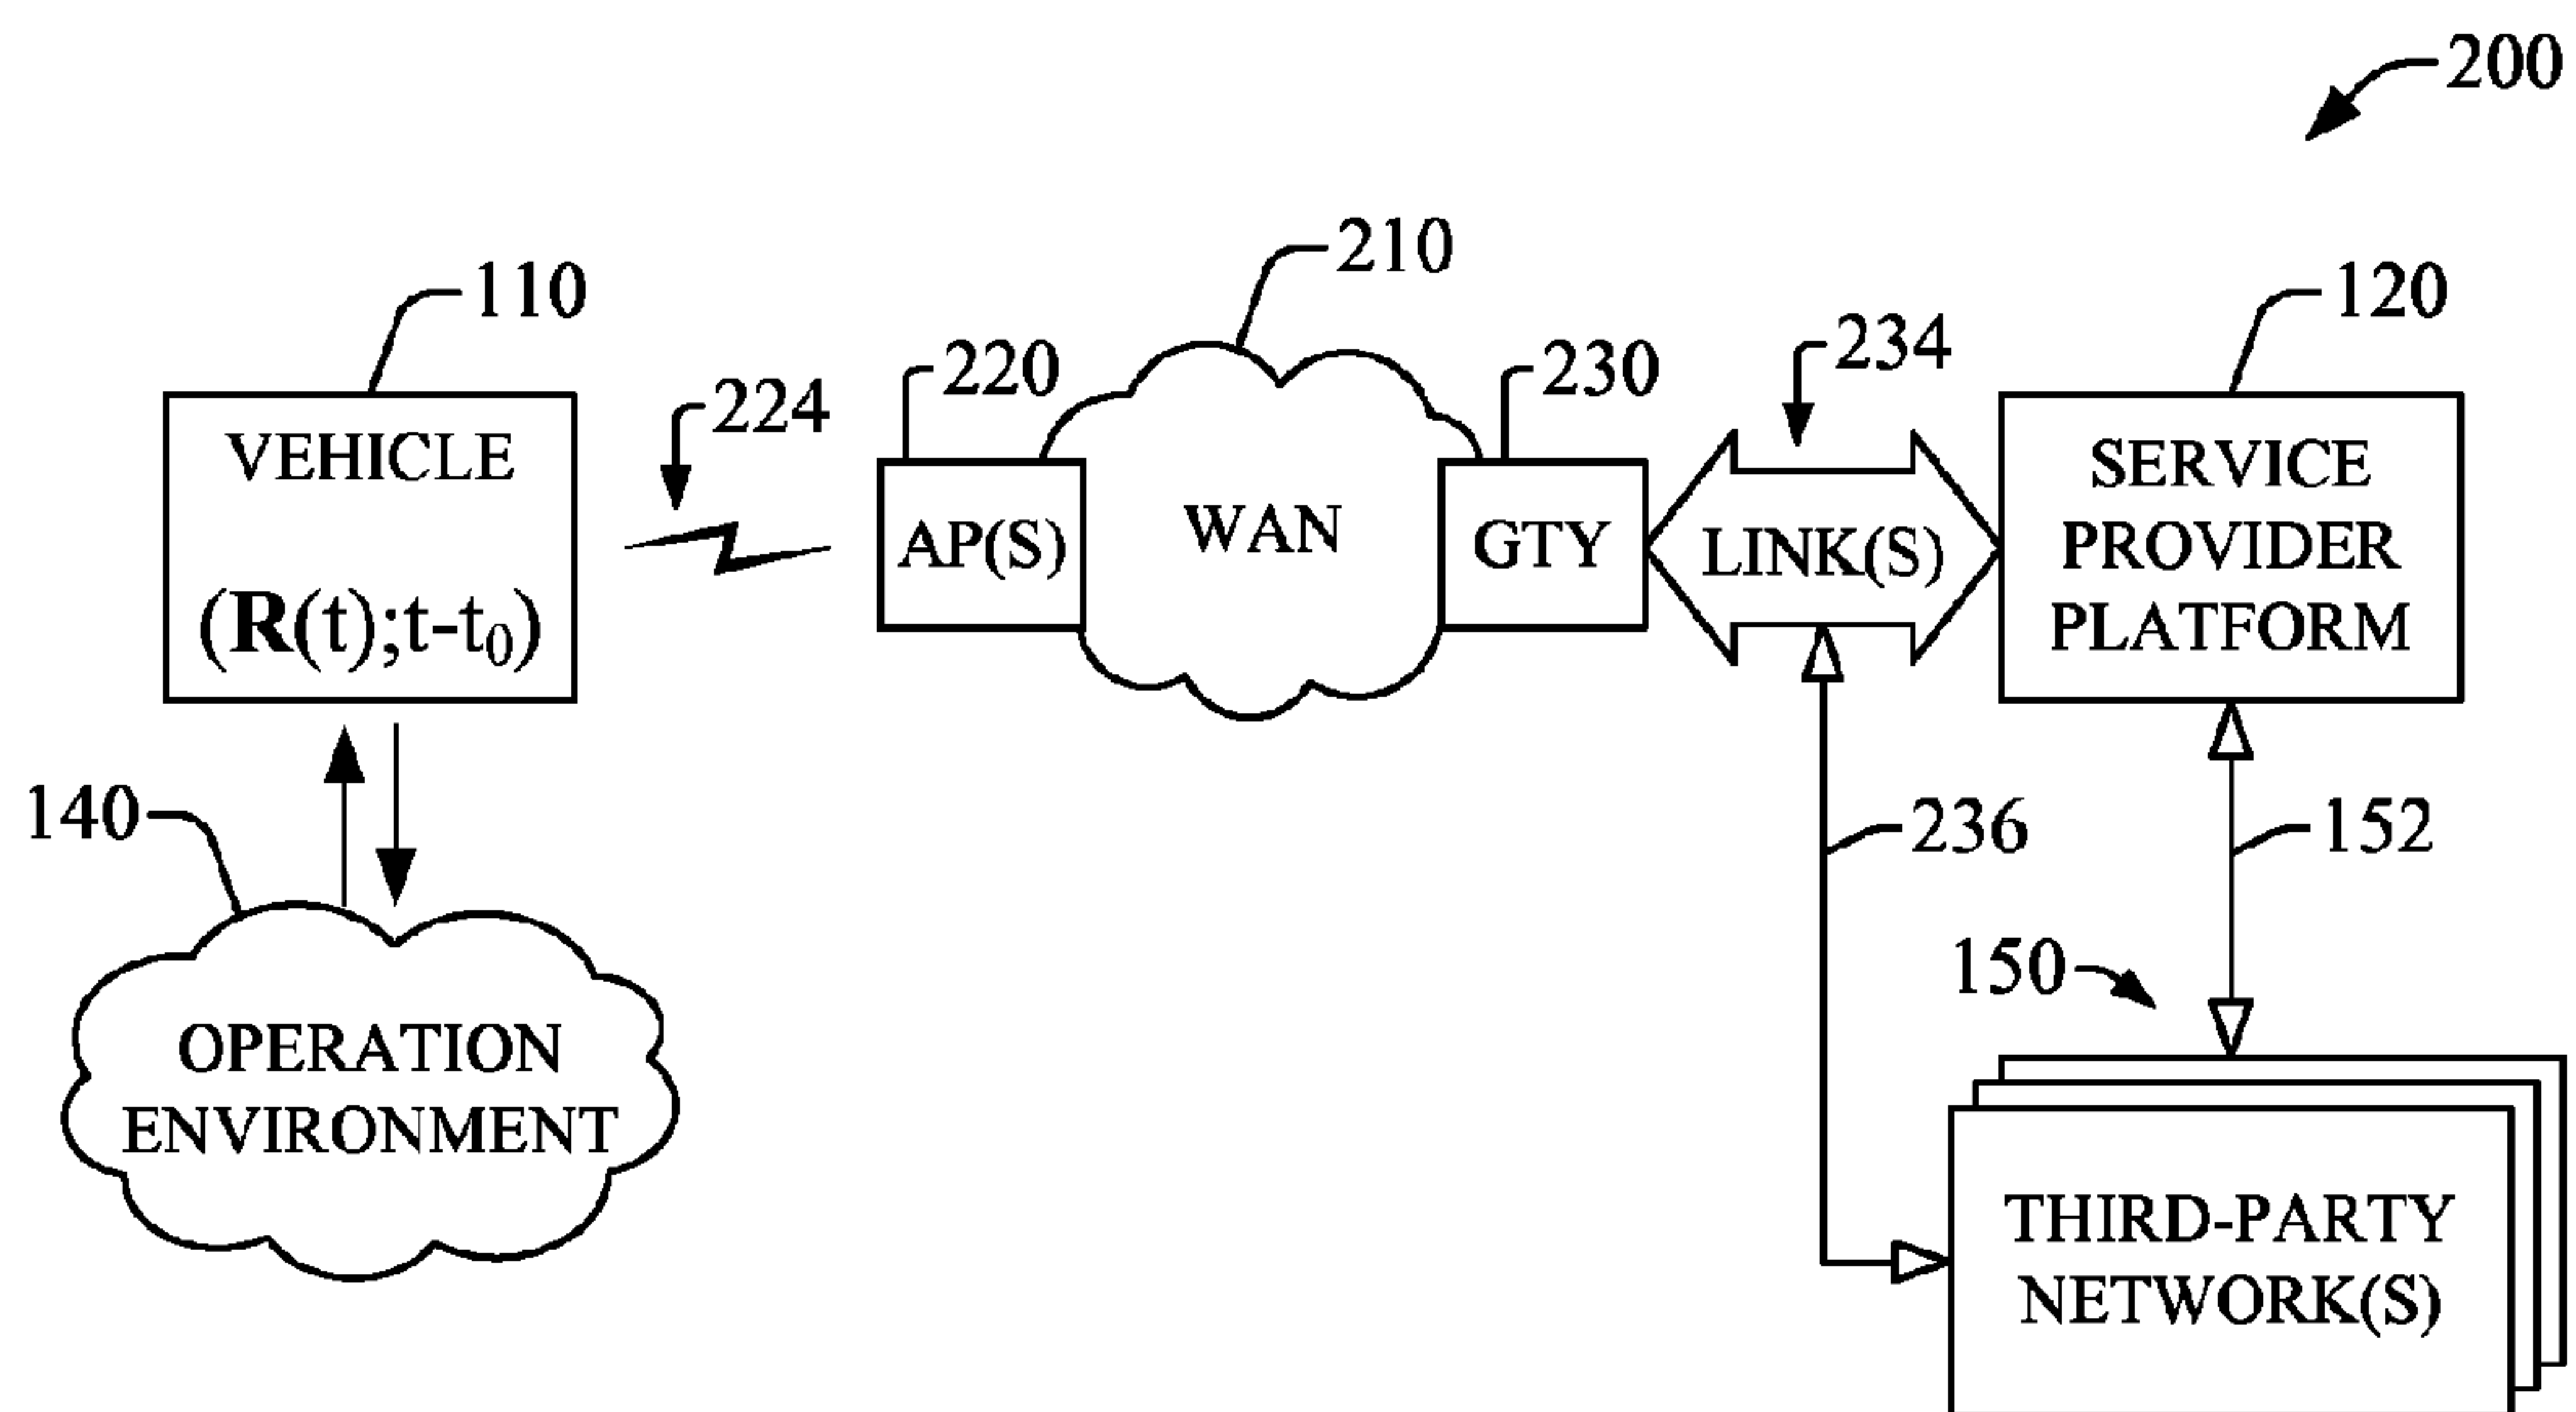 200
210
110
120
234
220
230
224
VEHICLE
(R(t);t-t₀)
AP(S)
WAN
GTY
LINK(S)
SERVICE
PROVIDER
PLATFORM
140
236
152
150
OPERATION
ENVIRONMENT
THIRD-PARTY
NETWORK(S)